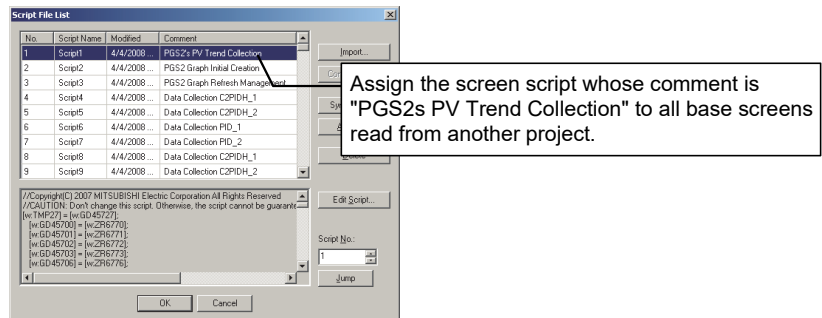 Script File List
No. Script Name Modified Comment
1 Script1 4/4/2008 ... PGS2's PV Trend Collection
2 Script2 4/4/2008 ... PGS2 Graph Initial Creation
3 Script3 4/4/2008 ... PGS2 Graph Refresh Management
4 Script4 4/4/2008 ... Data Collection C2PIDH_1
5 Script5 4/4/2008 ... Data Collection C2PIDH_2
6 Script6 4/4/2008 ... Data Collection PID_1
7 Script7 4/4/2008 ... Data Collection PID_2
8 Script8 4/4/2008 ... Data Collection C2PIDH_1
9 Script9 4/4/2008 ... Data Collection C2PIDH_2
Import...
Assign the screen script whose comment is
"PGS2s PV Trend Collection" to all base screens
read from another project.
//Copyright(C) 2007 MITSUBISHI Electric Corporation All Rights Reserved
//CAUTION: Don't change this script. Otherwise, the script cannot be guarante
[w:TMP27] = [w:GD45727];
[w:GD45700] = [w:ZR6770];
[w:GD45701] = [w:ZR6771];
[w:GD45702] = [w:ZR6772];
[w:GD45703] = [w:ZR6773];
[w:GD45706] = [w:ZR6776];
Edit Script...
Script No.:
1
Jump
OK Cancel